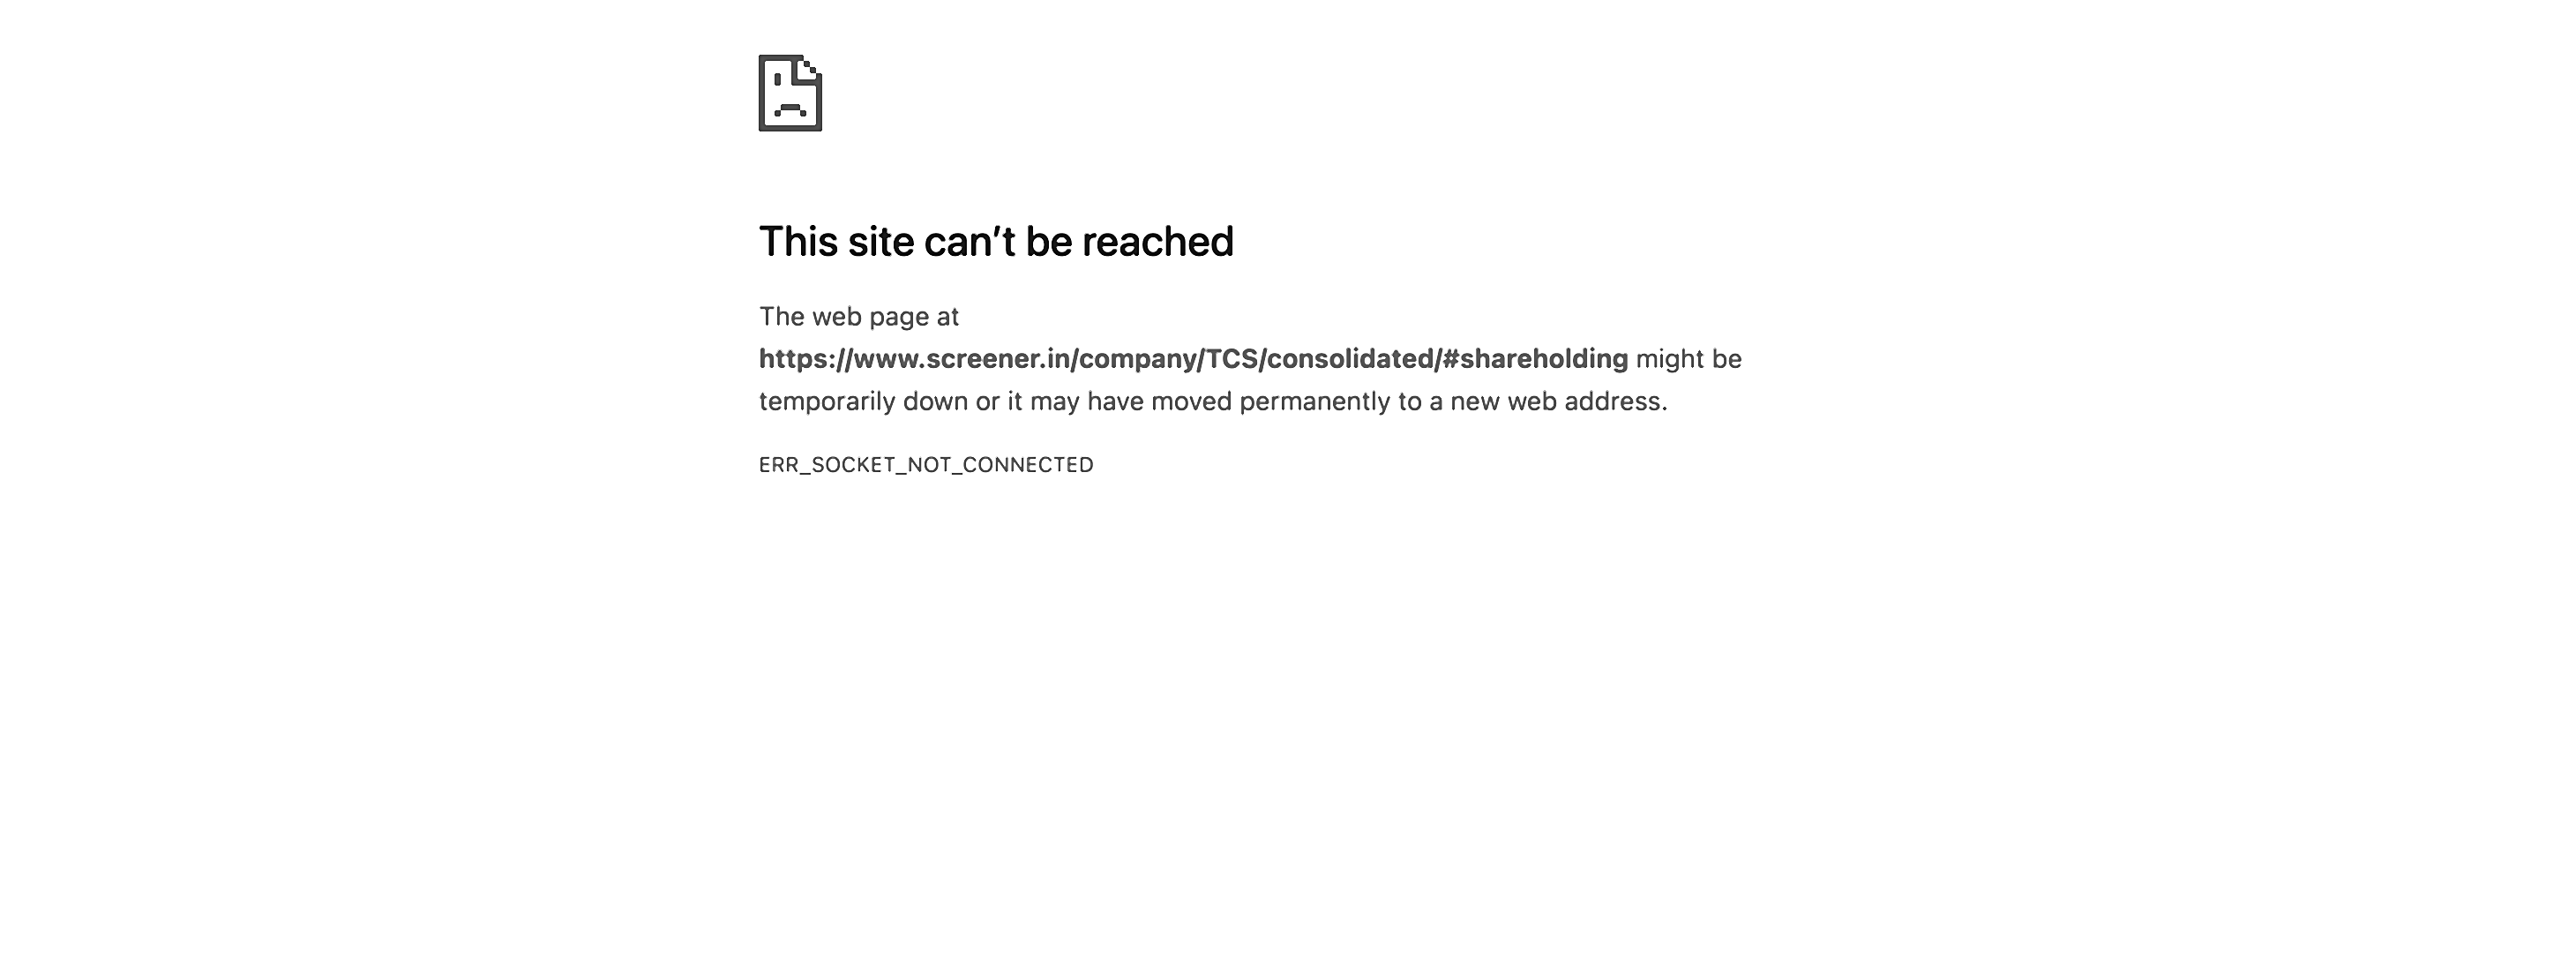 This site can’t be reached
The web page at
https://www.screener.in/company/TCS/consolidated/#shareholding might be
temporarily down or it may have moved permanently to a new web address.
ERR_SOCKET_NOT_CONNECTED